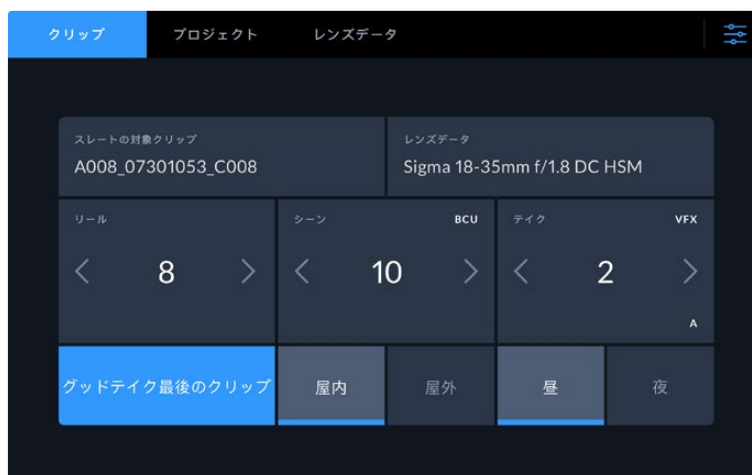 クリップ プロジェクト レンズデータ
スレートの対象クリップ レンズデータ
A008_07301053_C008 Sigma 18-35mm f/1.8 DC HSM
リール シーン BCU テイク VFX
8 10 2
A
グッドテイク最後のクリップ 屋内 屋外 昼 夜